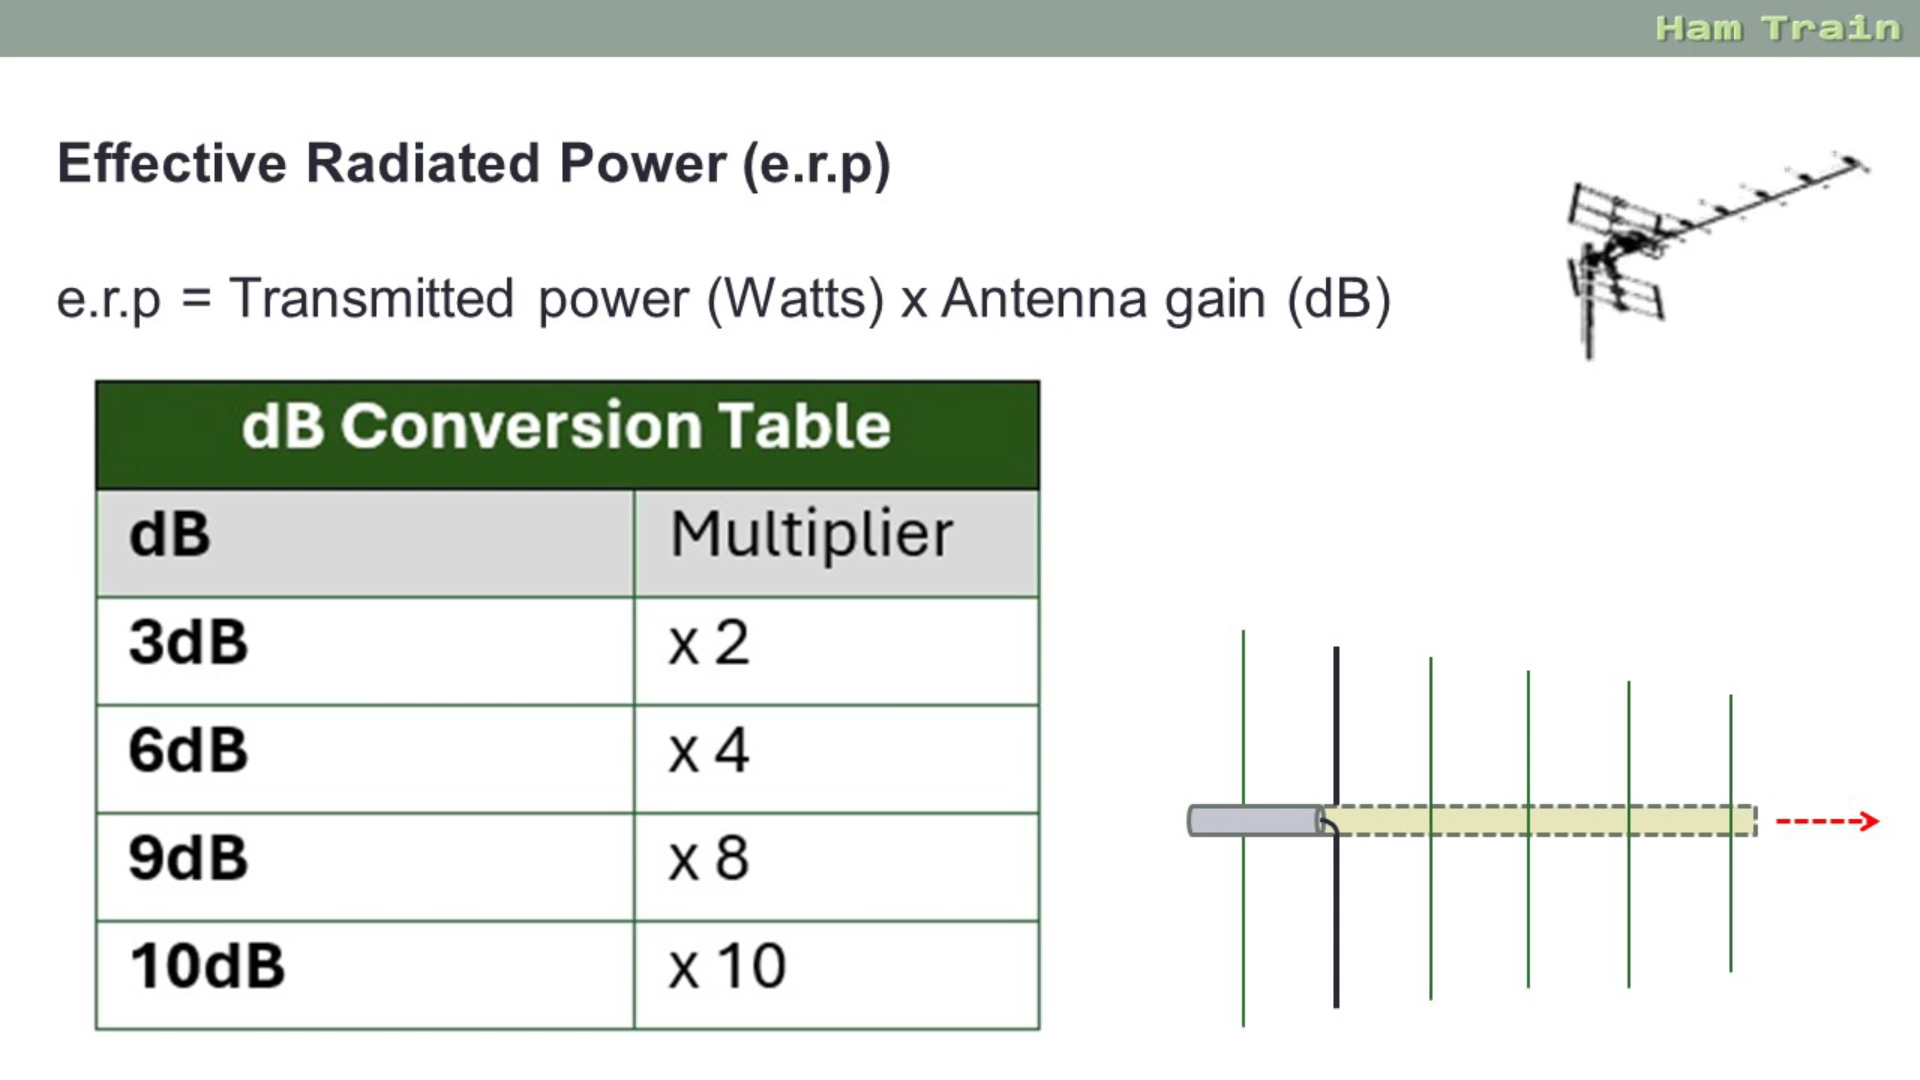 Ham Train
Effective Radiated Power (e.r.p)
e.r.p = Transmitted power (Watts) x Antenna gain (dB)
dB Conversion Table
dB Multiplier
3dB x 2
6dB x 4
9dB x 8
10dB x 10